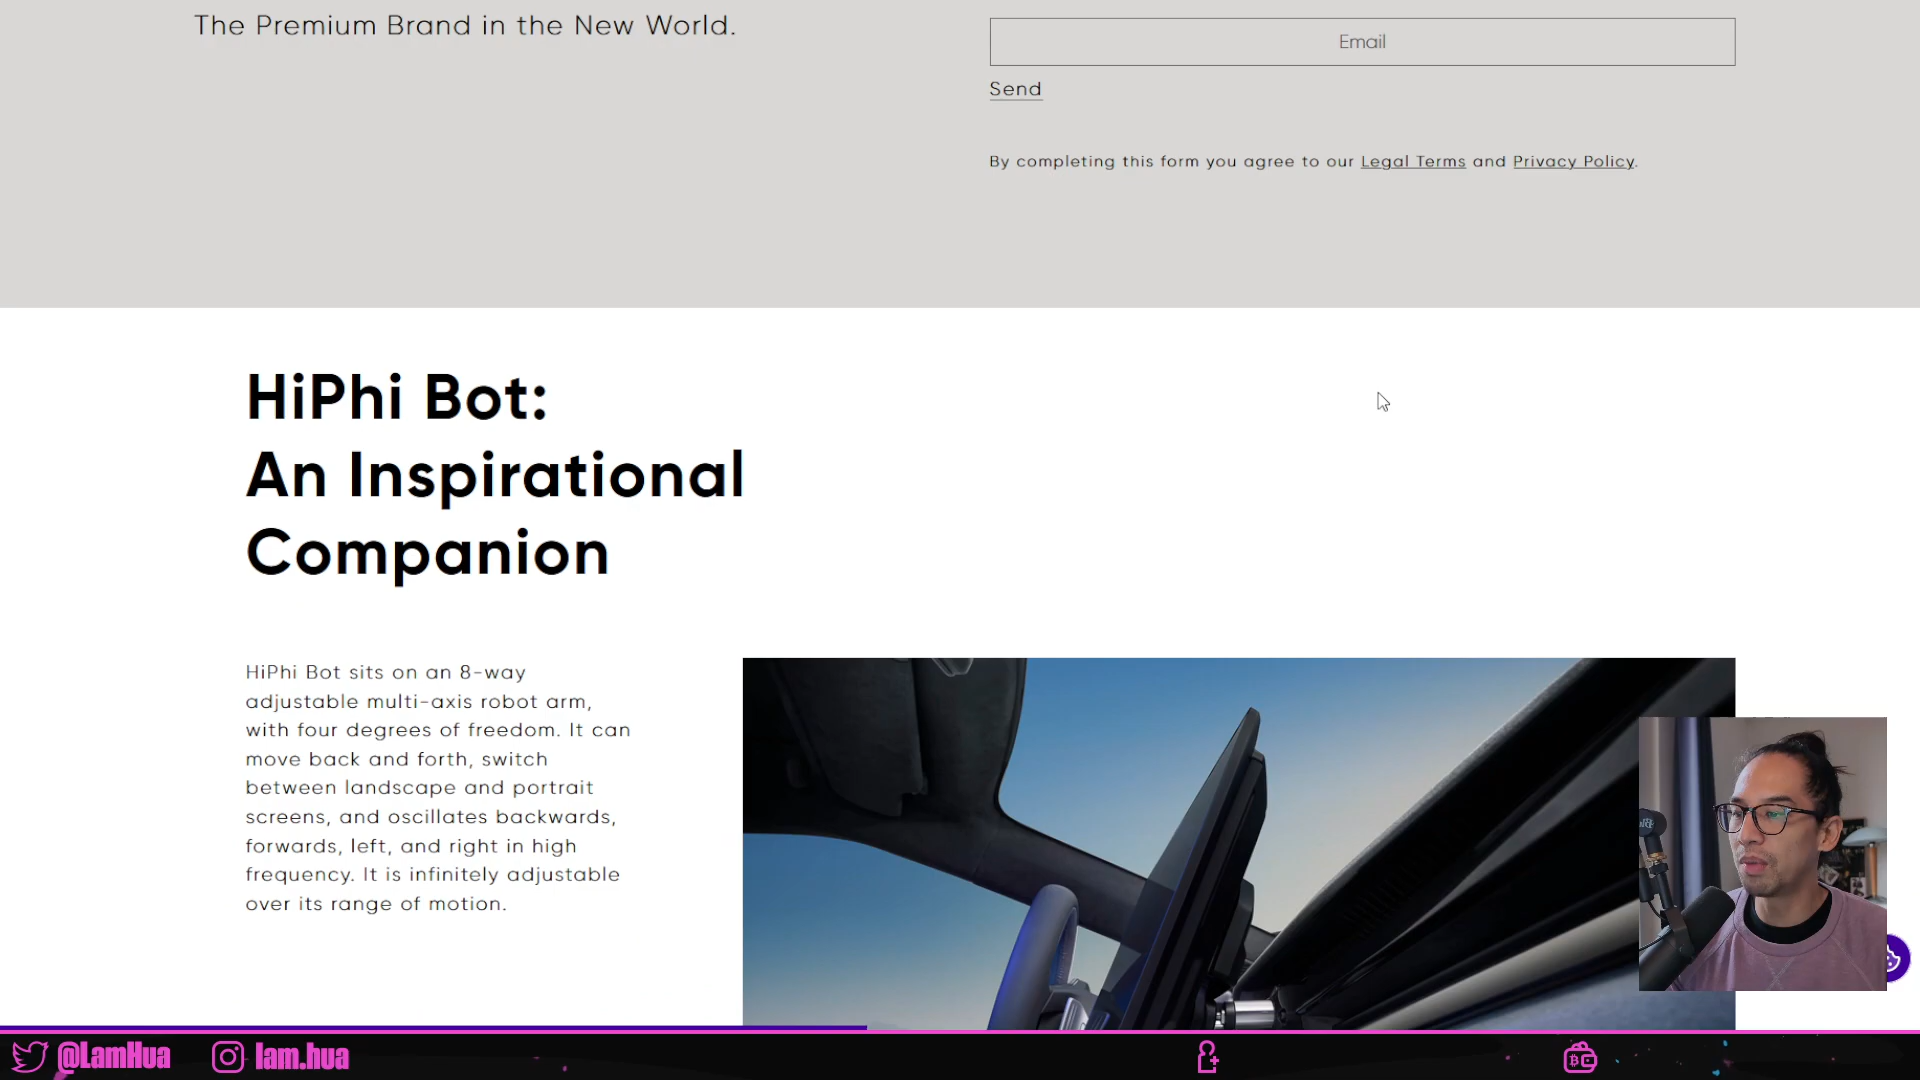 The Premium Brand in the New World.
Email
Send
By completing this form you agree to our Legal Terms and Privacy Policy.
HiPhi Bot:
An Inspirational
Companion
HiPhi Bot sits on an 8-way
adjustable multi-axis robot arm,
with four degrees of freedom. It can
move back and forth, switch
between landscape and portrait
screens, and oscillates backwards,
forwards, left, and right in high
frequency. It is infinitely adjustable
over its range of motion.
@LamHua
lam.hua